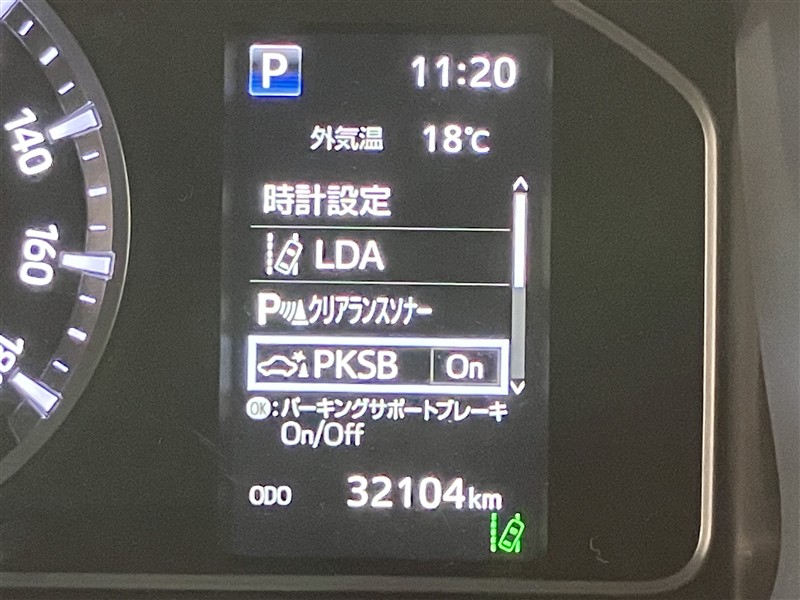 P 11:20
外気温 18℃
時計設定
LDA
P クリアランスソナー
PKSB On
OK:パーキングサポートブレーキ
On/Off
ODO 32104km
140
160